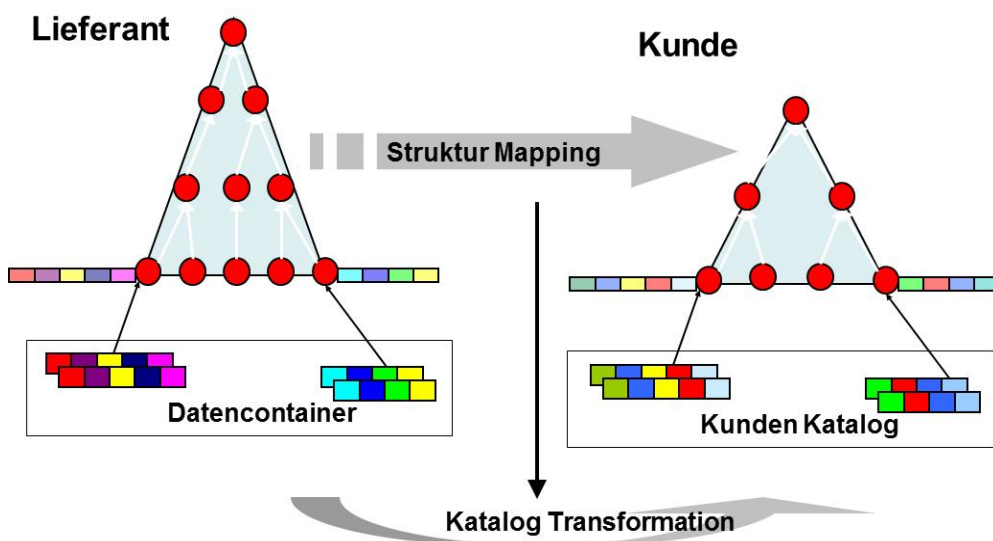 Lieferant
Kunde
Struktur Mapping
Datencontainer
Kunden Katalog
Katalog Transformation